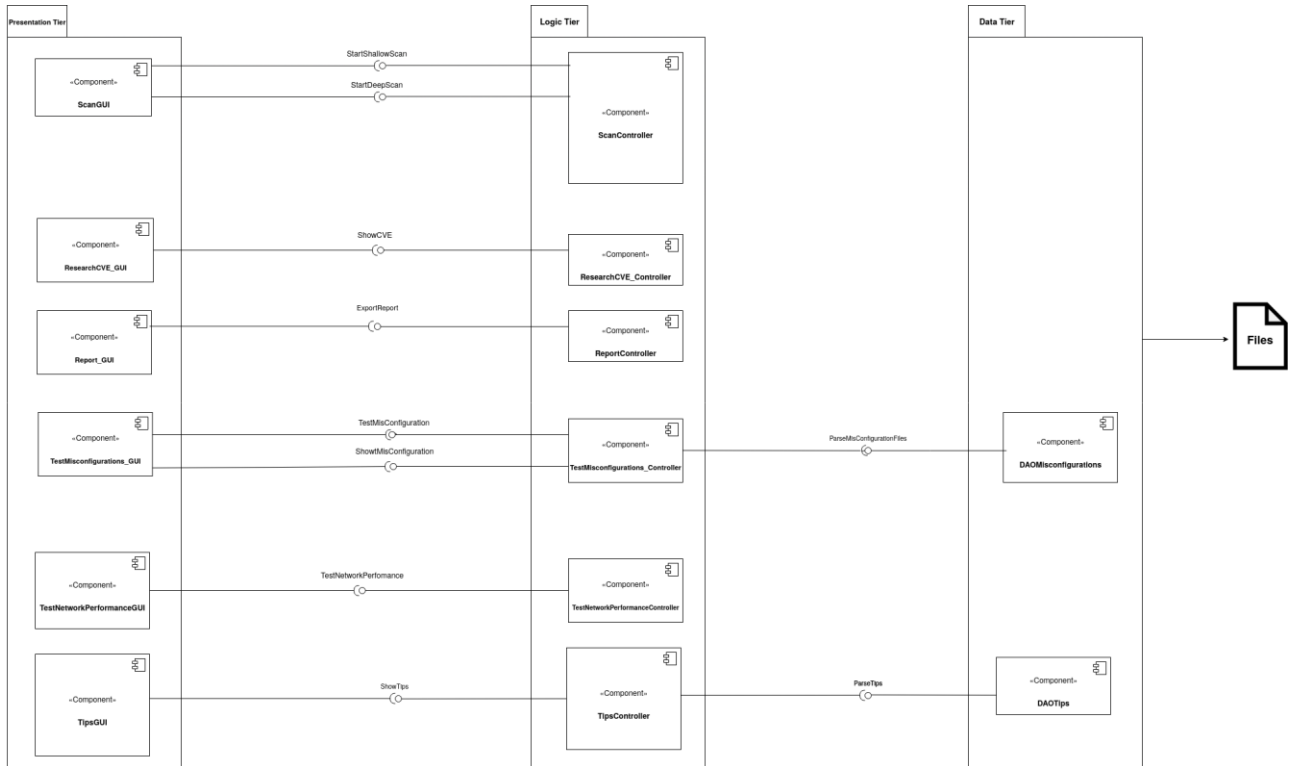 Presentation Tier
Logic Tier
Data Tier
«Component»
ScanGUI
StartShallowScan
StartDeepScan
«Component»
ScanController
«Component»
ResearchCVE_GUI
ShowCVE
«Component»
ResearchCVE_Controller
«Component»
Report_GUI
ExportReport
«Component»
ReportController
Files
«Component»
TestMisconfigurations_GUI
TestMisConfiguration
ShowtMisConfiguration
«Component»
TestMisconfigurations_Controller
ParseMisConfigurationFiles
«Component»
DAOMisconfigurations
«Component»
TestNetworkPerformanceGUI
TestNetworkPerfomance
«Component»
TestNetworkPerformanceController
«Component»
TipsGUI
ShowTips
«Component»
TipsController
ParseTips
«Component»
DAOTips